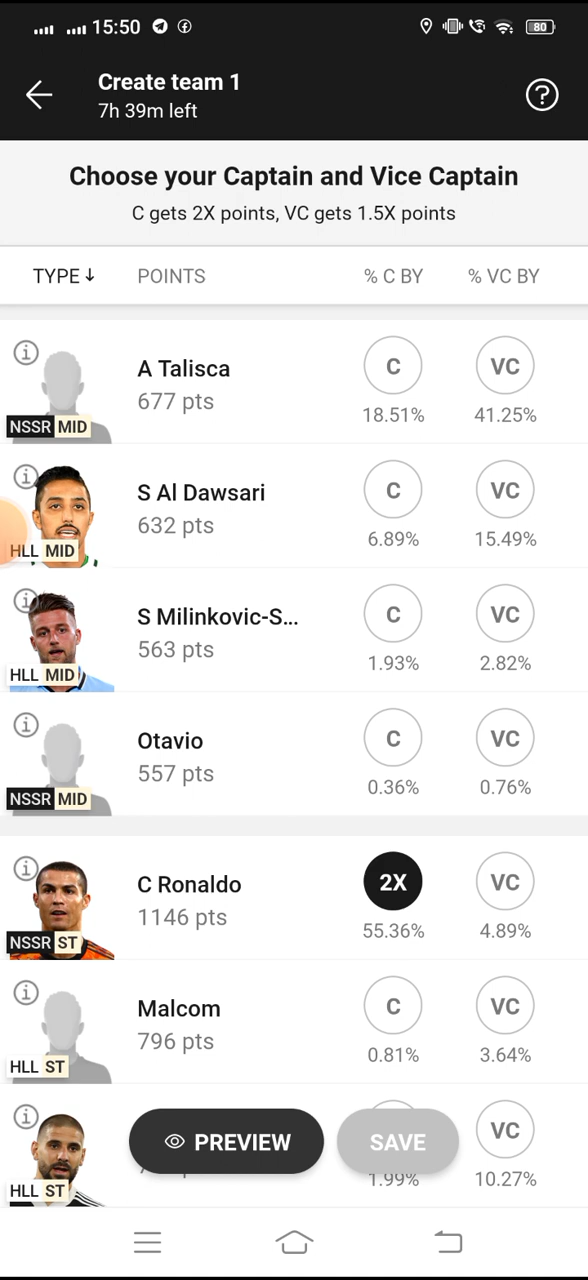 15:50
80
Create team 1
7h 39m left
Choose your Captain and Vice Captain
C gets 2X points, VC gets 1.5X points
TYPE↓ POINTS % C BY % VC BY
A Talisca
677 pts
C VC
18.51% 41.25%
NSSR MID
S Al Dawsari
632 pts
C VC
6.89% 15.49%
HLL MID
S Milinkovic-S...
563 pts
C VC
1.93% 2.82%
HLL MID
Otavio
557 pts
C VC
0.36% 0.76%
NSSR MID
C Ronaldo
1146 pts
2X VC
55.36% 4.89%
NSSR ST
Malcom
796 pts
C VC
0.81% 3.64%
HLL ST
VC
PREVIEW SAVE
1.99% 10.27%
HLL ST